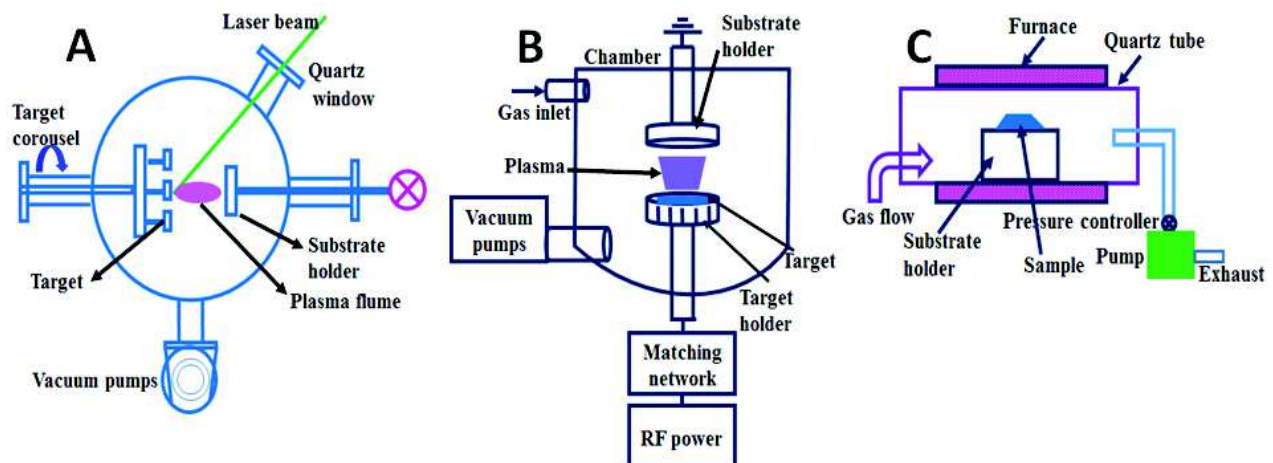 A
Laser beam
Quartz
window
Target
corousel
Substrate
holder
Target
Plasma flume
Vacuum pumps
B
Substrate
holder
Chamber
Gas inlet
Plasma
Vacuum
pumps
Target
Target
holder
Matching
network
RF power
C
Furnace
Quartz tube
Gas flow
Pressure controller
Substrate
holder
Sample
Pump
Exhaust